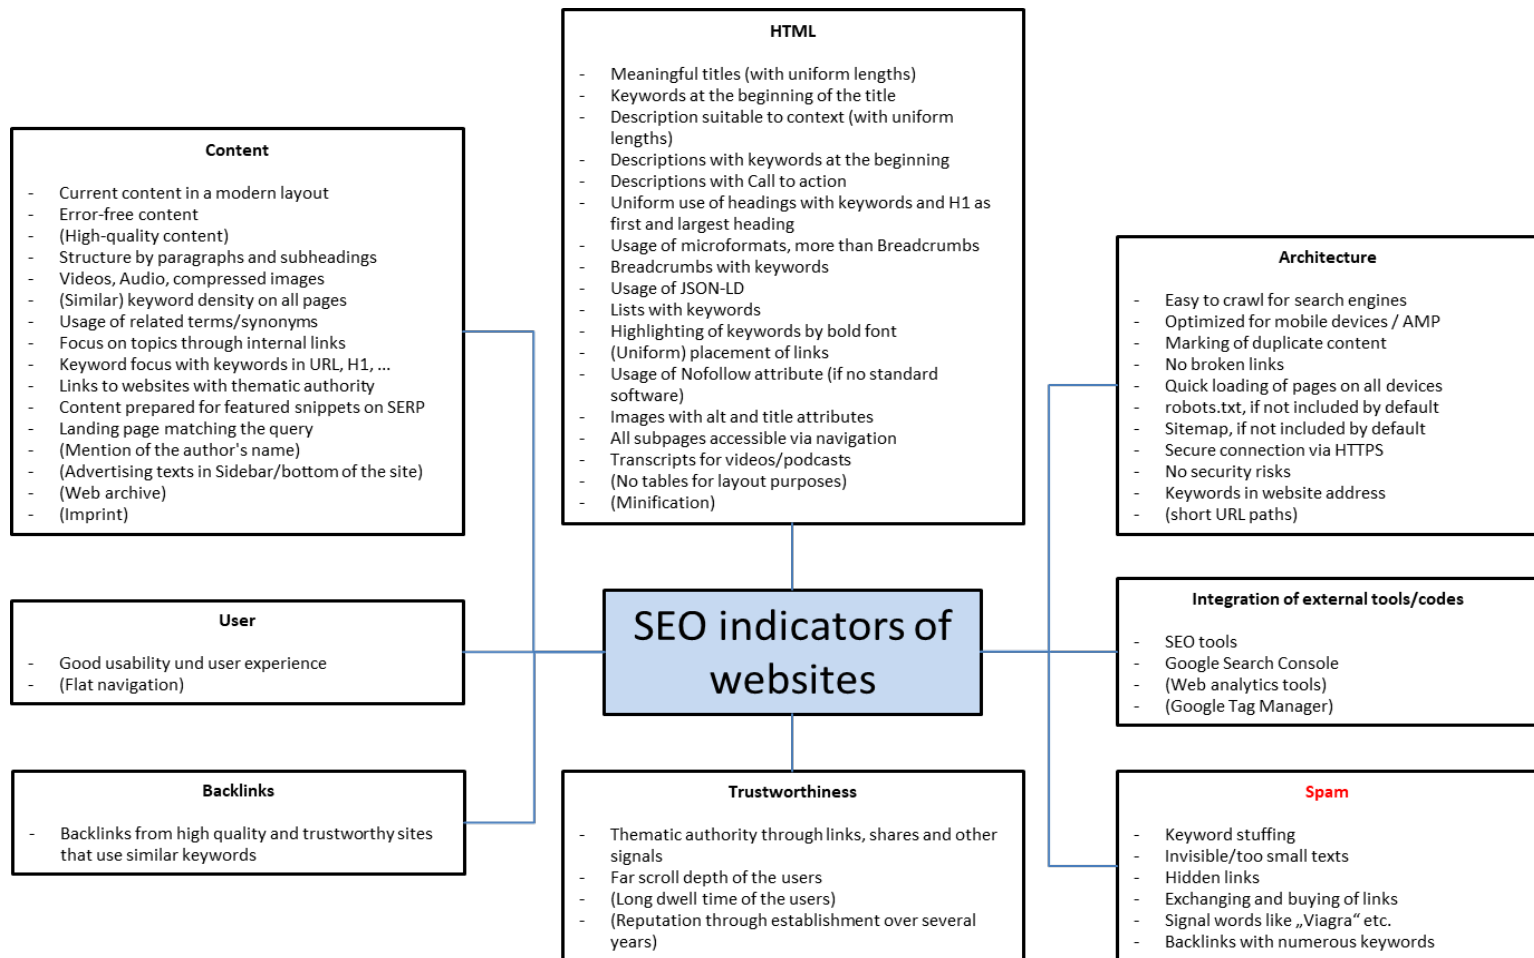 HTML
- Meaningful titles (with uniform lengths)
- Keywords at the beginning of the title
- Description suitable to context (with uniform
lengths)
- Descriptions with keywords at the beginning
- Descriptions with Call to action
- Uniform use of headings with keywords and H1 as
first and largest heading
- Usage of microformats, more than Breadcrumbs
- Breadcrumbs with keywords
- Usage of JSON-LD
- Lists with keywords
- Highlighting of keywords by bold font
- (Uniform) placement of links
- Usage of Nofollow attribute (if no standard
software)
- Images with alt and title attributes
- All subpages accessible via navigation
- Transcripts for videos/podcasts
- (No tables for layout purposes)
- (Minification)
Content
- Current content in a modern layout
- Error-free content
- (High-quality content)
- Structure by paragraphs and subheadings
- Videos, Audio, compressed images
- (Similar) keyword density on all pages
- Usage of related terms/synonyms
- Focus on topics through internal links
- Keyword focus with keywords in URL, H1, ...
- Links to websites with thematic authority
- Content prepared for featured snippets on SERP
- Landing page matching the query
- (Mention of the author's name)
- (Advertising texts in Sidebar/bottom of the site)
- (Web archive)
- (Imprint)
Architecture
- Easy to crawl for search engines
- Optimized for mobile devices / AMP
- Marking of duplicate content
- No broken links
- Quick loading of pages on all devices
- robots.txt, if not included by default
- Sitemap, if not included by default
- Secure connection via HTTPS
- No security risks
- Keywords in website address
- (short URL paths)
User
- Good usability und user experience
- (Flat navigation)
SEO indicators of
websites
Integration of external tools/codes
- SEO tools
- Google Search Console
- (Web analytics tools)
- (Google Tag Manager)
Backlinks
- Backlinks from high quality and trustworthy sites
that use similar keywords
Trustworthiness
- Thematic authority through links, shares and other
signals
- Far scroll depth of the users
- (Long dwell time of the users)
- (Reputation through establishment over several
years)
Spam
- Keyword stuffing
- Invisible/too small texts
- Hidden links
- Exchanging and buying of links
- Signal words like „Viagra“ etc.
- Backlinks with numerous keywords